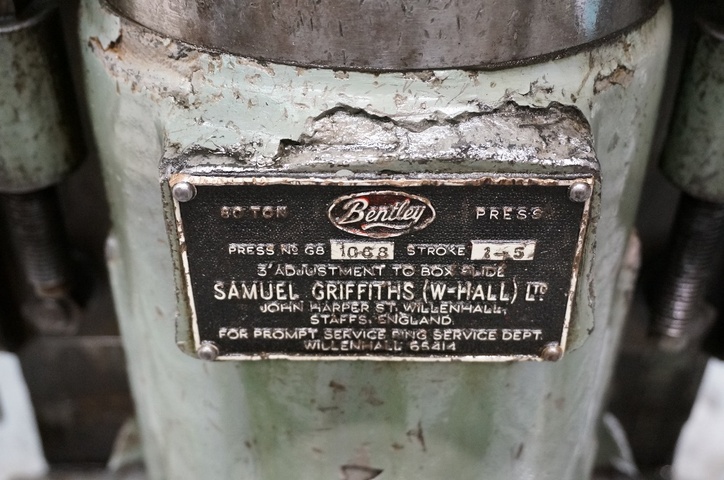 60 TON Bentley PRESS
PRESS No GB 1068 STROKE 1-5
3" ADJUSTMENT TO BOX SLIDE
SAMUEL GRIFFITHS (W-HALL) LTD
JOHN HARPER ST. WILLENHALL,
STAFFS. ENGLAND.
FOR PROMPT SERVICE RING SERVICE DEPT.
WILLENHALL 65414